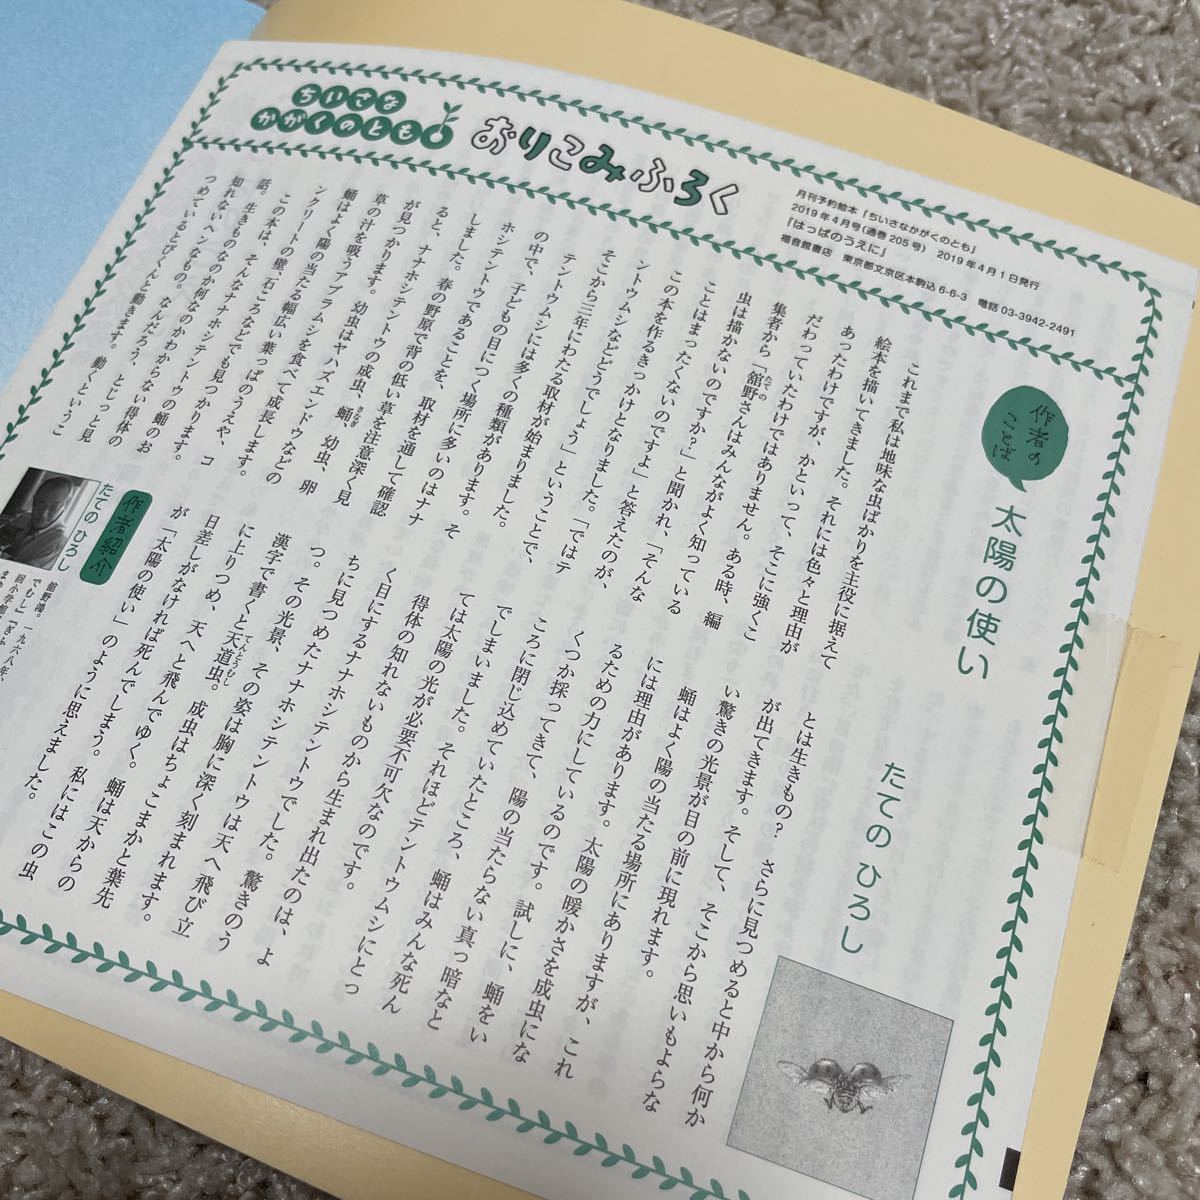 ちいさな
かがくのとも
おりこみふろく
月刊予約絵本「ちいさなかがくのとも」
2019年4月号(通巻205号) 2019年4月1日発行
『はっぱのうえに』
福音館書店 東京都文京区本駒込6-6-3 電話03-3942-2491
作者の
ことば
太陽の使い
たての ひろし
これまで私は地味な虫ばかりを主役に据えて
絵本を描いてきました。それには色々と理由が
あったわけですが、かといって、そこに強くこ
だわっていたわけではありません。ある時、編
集者から「舘野さんはみんながよく知っている
たての
虫は描かないのですか？」と聞かれ、「そんな
ことはまったくないのですよ」と答えたのが、
この本を作るきっかけとなりました。「ではテ
ントウムシなどどうでしょう」ということで、
そこから三年にわたる取材が始まりました。
テントウムシには多くの種類があります。そ
の中で、子どもの目につく場所に多いのはナナ
ホシテントウであることを、取材を通して確認
しました。春の野原で背の低い草を注意深く見
ると、ナナホシテントウの成虫、蛹、幼虫、卵
さなぎ
が見つかります。幼虫はヤハズエンドウなどの
草の汁を吸うアブラムシを食べて成長します。
蛹はよく陽の当たる幅広い葉っぱのうえや、コ
ンクリートの壁、石ころなどでも見つかります。
この本は、そんなナナホシテントウの蛹のお
話。生きものなのか何なのかわからない得体の
知れないヘンなもの。なんだろう、とじっと見
つめているとぴくんと動きます。動くというこ
とは生きもの？ さらに見つめると中から何か
が出てきます。そして、そこから思いもよらな
い驚きの光景が目の前に現れます。
蛹はよく陽の当たる場所にありますが、これ
には理由があります。太陽の暖かさを成虫にな
るための力にしているのです。試しに、蛹をい
くつか採ってきて、陽の当たらない真っ暗なと
ころに閉じ込めていたところ、蛹はみんな死ん
でしまいました。それほどテントウムシにとっ
ては太陽の光が必要不可欠なのです。
得体の知れないものから生まれ出たのは、よ
く目にするナナホシテントウでした。驚きのう
ちに見つめたナナホシテントウは天へ飛び立
つ。その光景、その姿は胸に深く刻まれます。
漢字で書くと天道虫。成虫はちょこまかと葉先
てんとうむし
に上りつめ、天へと飛んでゆく。蛹は天からの
日差しがなければ死んでしまう。私にはこの虫
が「太陽の使い」のように思えました。
作者紹介
たての ひろし
舘野鴻。一九六八年、